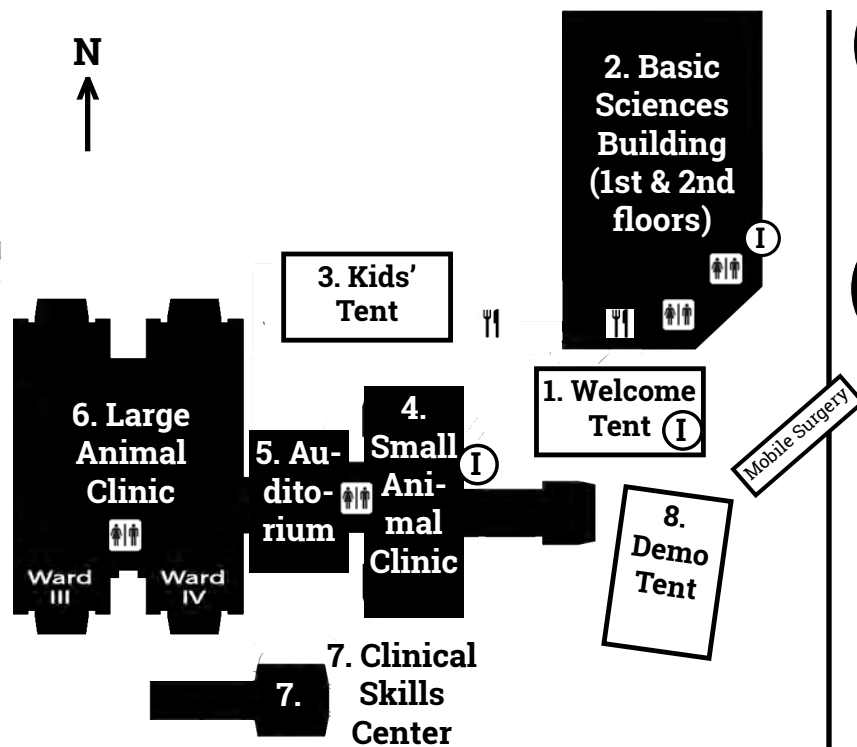 N
2. Basic
Sciences
Building
(1st & 2nd
floors)
I
3. Kids'
Tent
1. Welcome
Tent
I
Mobile Surgery
4.
Small
Ani-
mal
Clinic
I
5. Au-
dito-
rium
6. Large
Animal
Clinic
Ward
III
Ward
IV
8.
Demo
Tent
7.
7. Clinical
Skills
Center